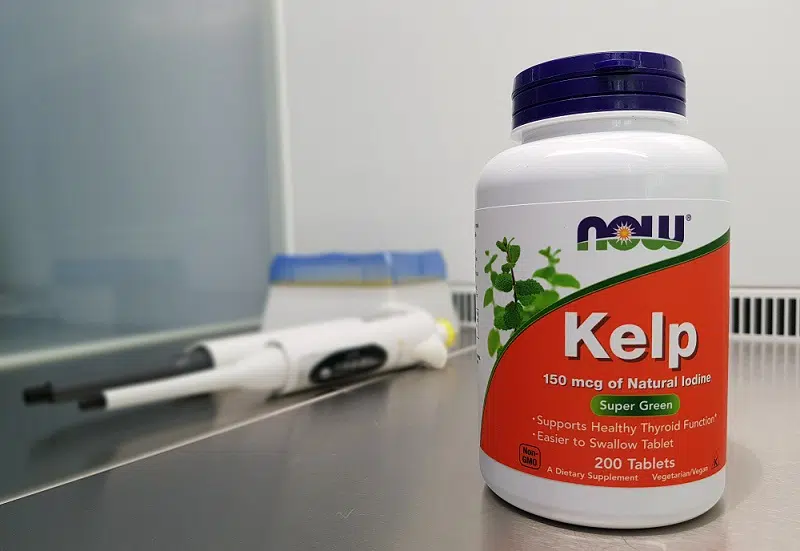 now®
Kelp
150 mcg of Natural Iodine
Super Green
•Supports Healthy Thyroid Function*
•Easier to Swallow Tablet
Non-
GMO
200 Tablets
K
A Dietary Supplement Vegetarian/Vegan